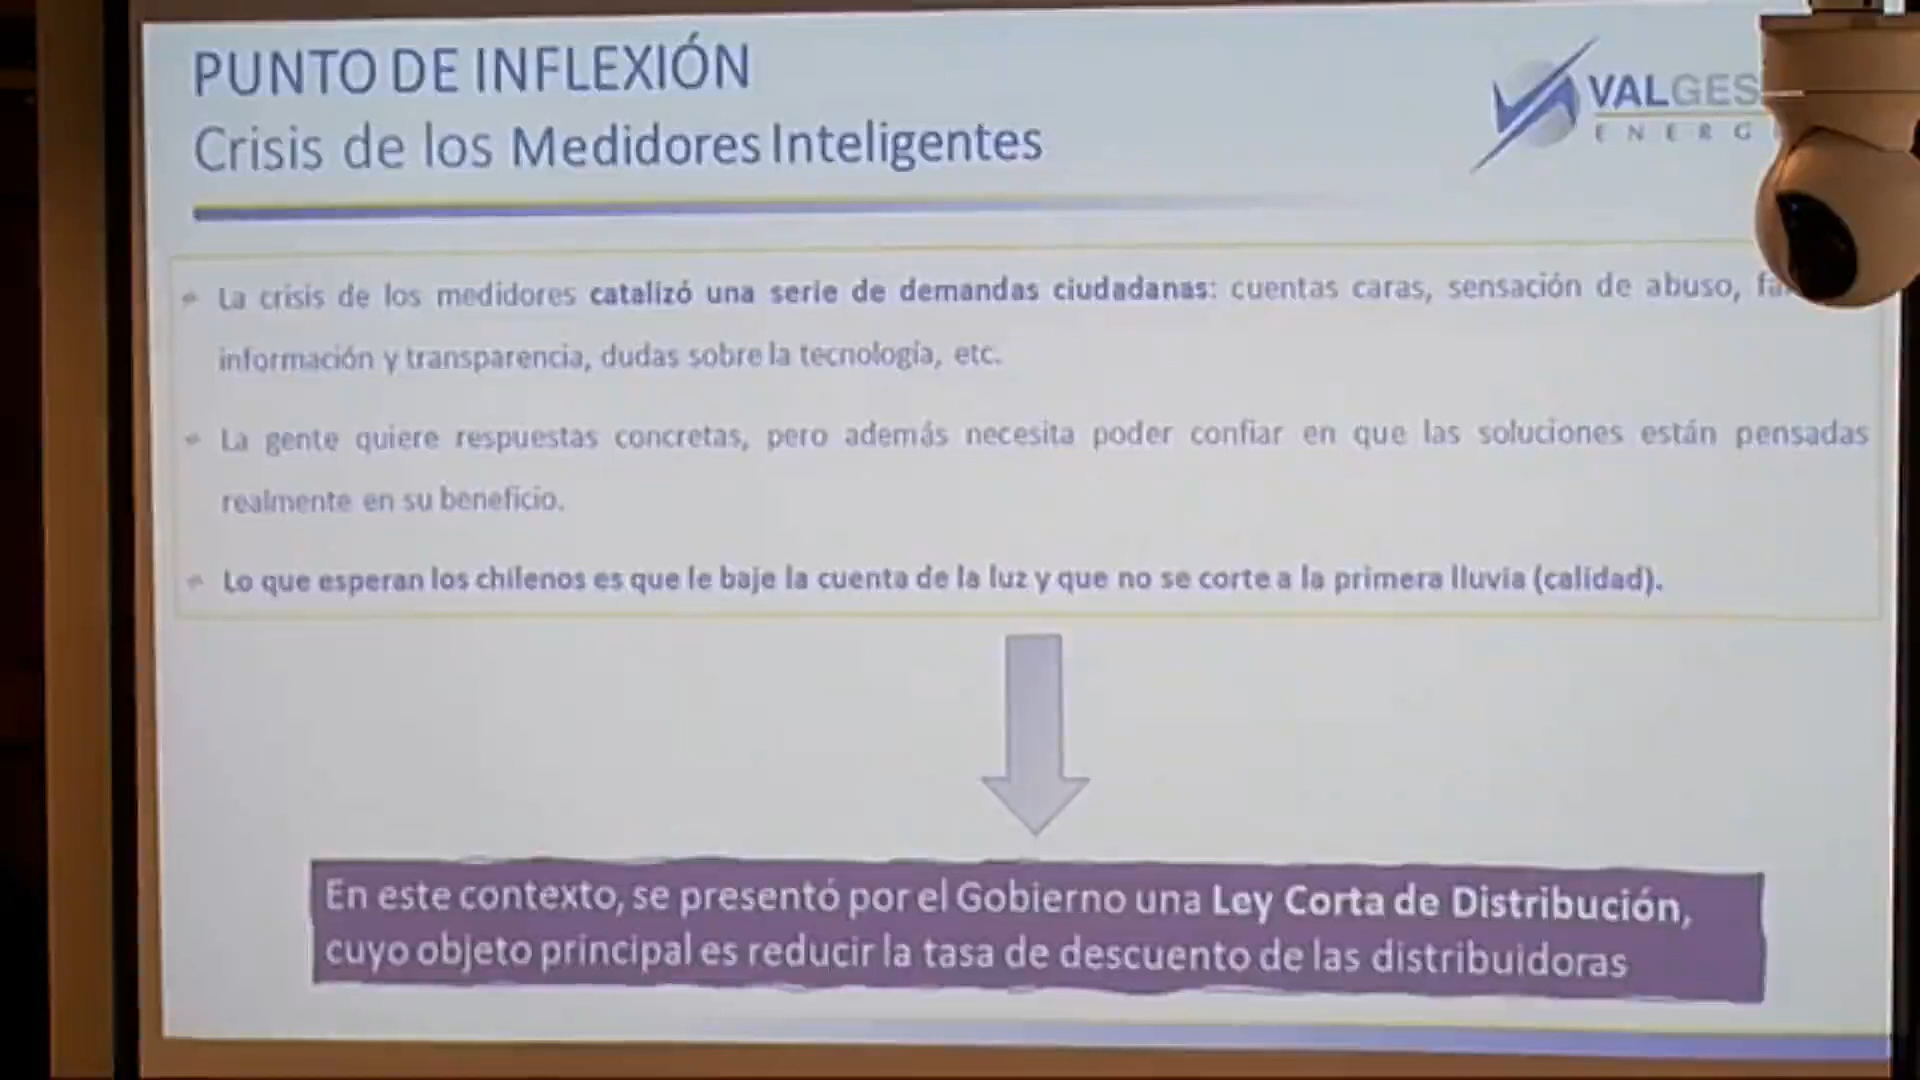 PUNTO DE INFLEXIÓN
Crisis de los Medidores Inteligentes
VALGES
ENERG
La crisis de los medidores catalizó una serie de demandas ciudadanas: cuentas caras, sensación de abuso,
información y transparencia, dudas sobre la tecnología, etc.
La gente quiere respuestas concretas, pero además necesita poder confiar en que las soluciones están pensadas
realmente en su beneficio.
Lo que esperan los chilenos es que le baje la cuenta de la luz y que no se corte a la primera lluvia (calidad).
En este contexto, se presentó por el Gobierno una Ley Corta de Distribución,
cuyo objeto principal es reducir la tasa de descuento de las distribuidoras